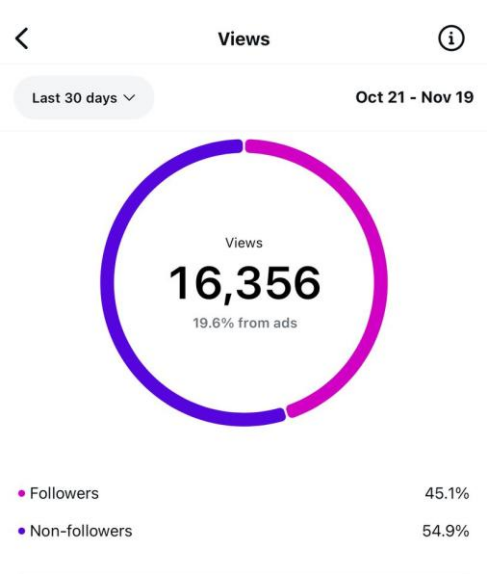 Views
Last 30 days
Oct 21 - Nov 19
Views
16,356
19.6% from ads
Followers 45.1%
Non-followers 54.9%